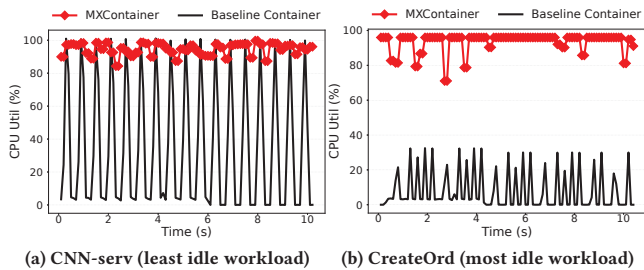 MXContainer Baseline Container
100
80
60
40
20
0
CPU Util (%)
0 2 4 6 8 10
Time (s)
(a) CNN-serv (least idle workload)
MXContainer Baseline Container
100
80
60
40
20
0
CPU Util (%)
0 2 4 6 8 10
Time (s)
(b) CreateOrd (most idle workload)